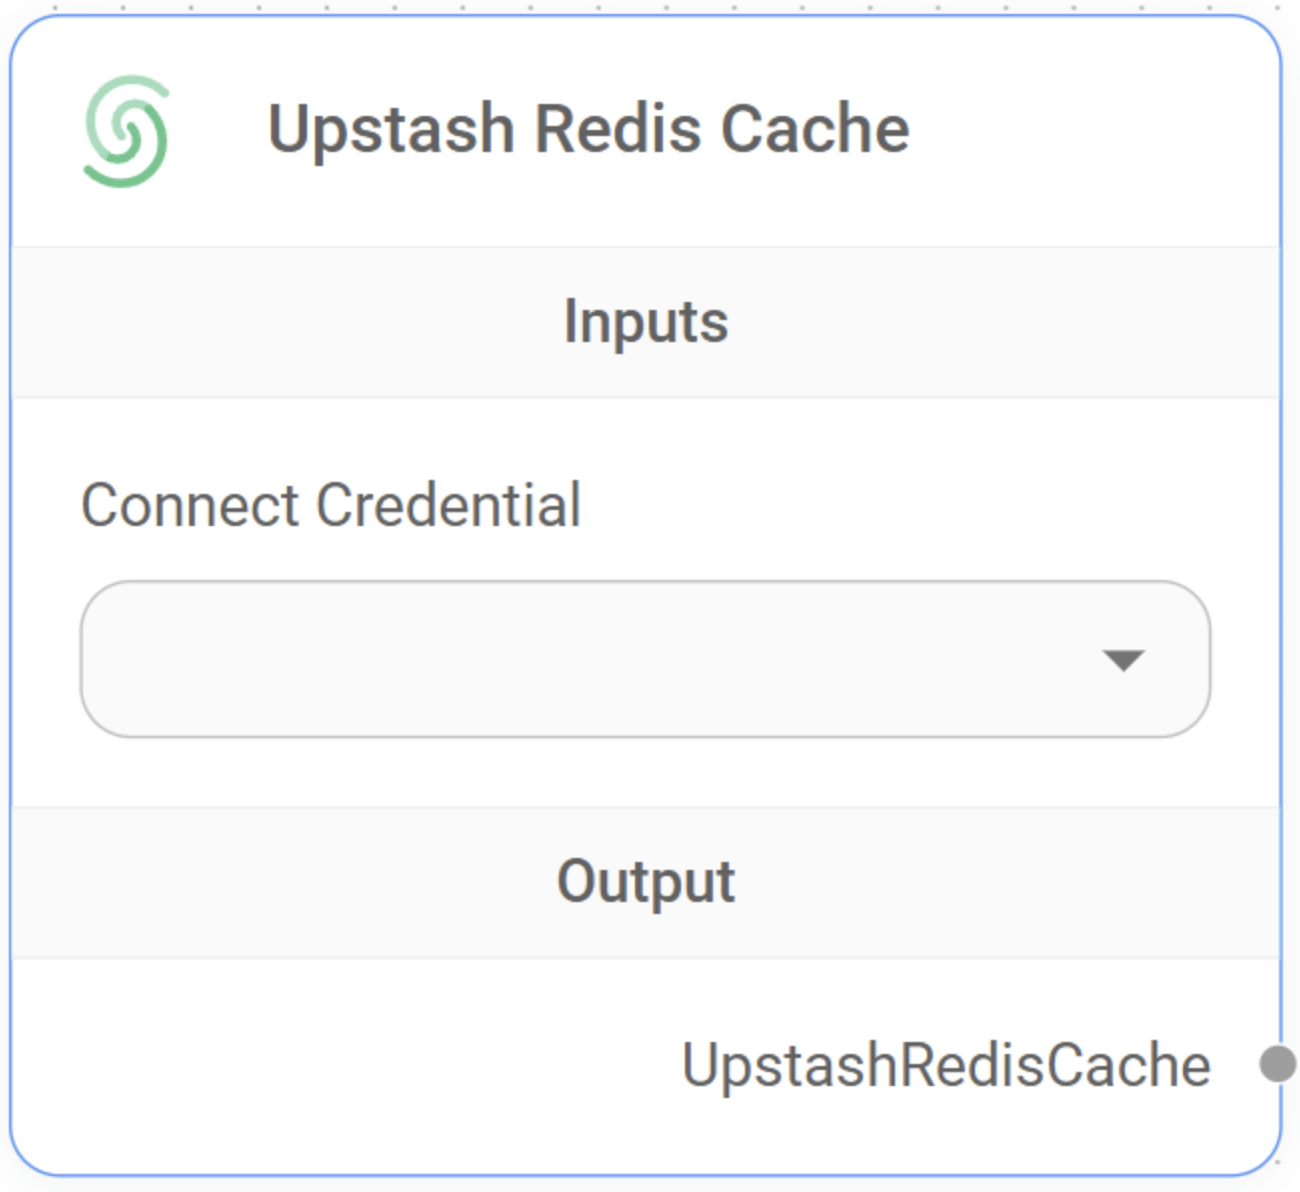 Upstash Redis Cache
Inputs
Connect Credential
Output
UpstashRedisCache